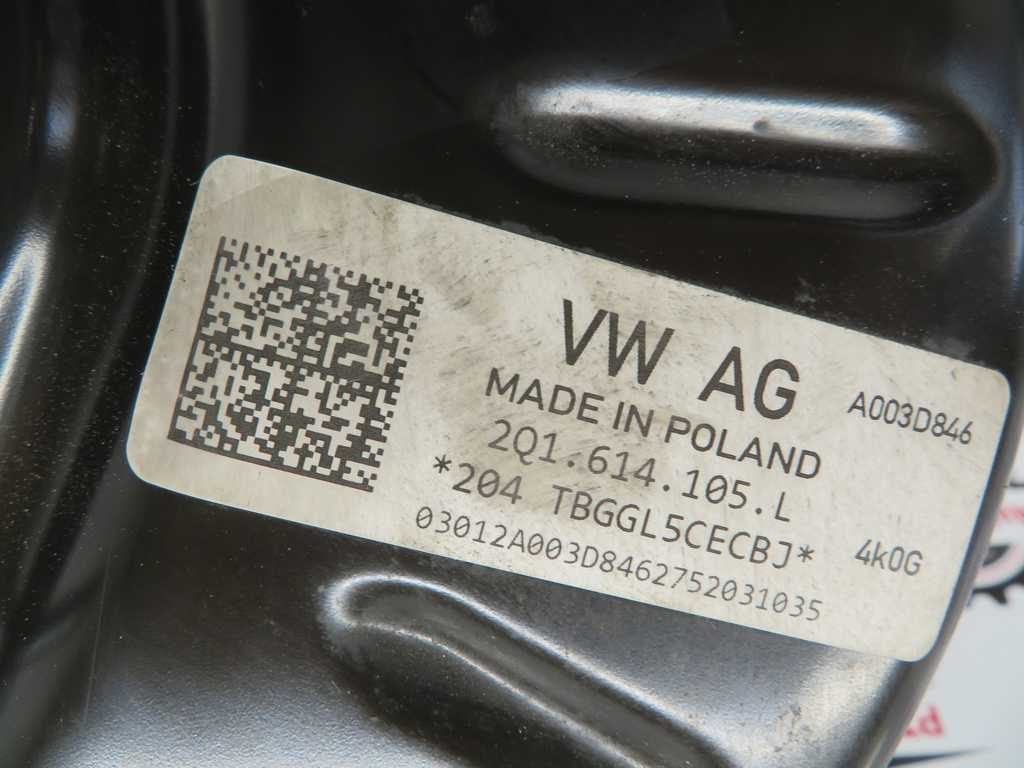 VW AG
A003D846
MADE IN POLAND
2Q1.614.105.L
*204 TBGGL5CECBJ*
4k0G
03012A003D8462752031035